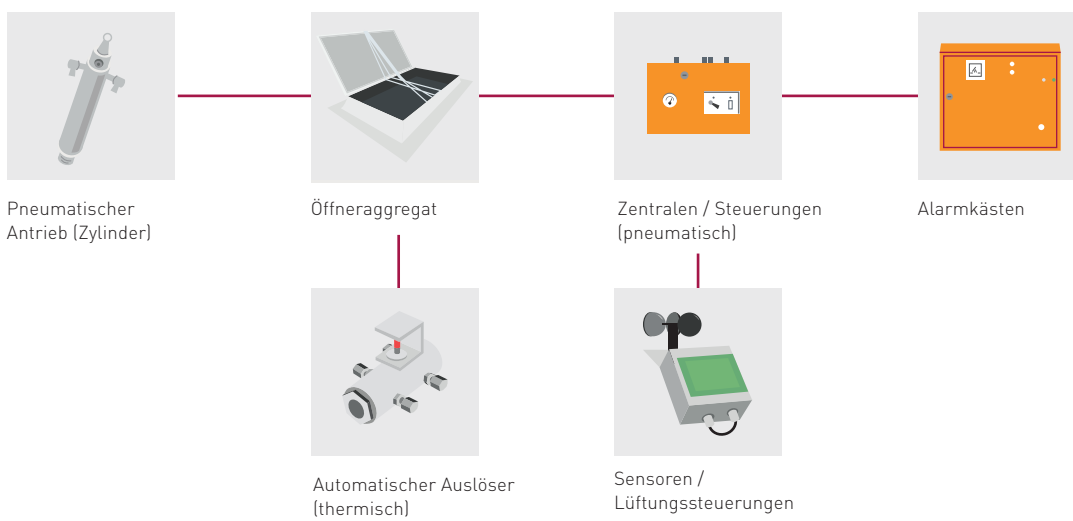 Pneumatischer
Antrieb (Zylinder)
Öffneraggregat
Zentralen / Steuerungen
(pneumatisch)
Alarmkästen
Automatischer Auslöser
(thermisch)
Sensoren /
Lüftungssteuerungen